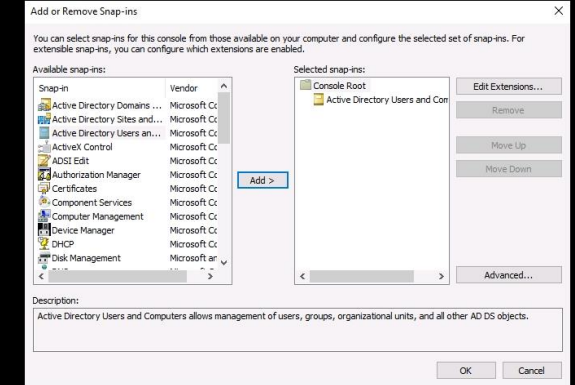 Add or Remove Snap-ins
You can select snap-ins for this console from those available on your computer and configure the selected set of snap-ins. For
extensible snap-ins, you can configure which extensions are enabled.
Available snap-ins:
Selected snap-ins:
Snap-in Vendor
Active Directory Domains ... Microsoft Cc
Active Directory Sites and... Microsoft Cc
Active Directory Users an... Microsoft Cc
ActiveX Control Microsoft Cc
ADSI Edit Microsoft Cc
Authorization Manager Microsoft Cc
Certificates Microsoft Cc
Component Services Microsoft Cc
Computer Management Microsoft Cc
Device Manager Microsoft Cc
DHCP Microsoft Cc
Disk Management Microsoft an
Add >
Console Root
Active Directory Users and Com
Edit Extensions...
Remove
Move Up
Move Down
Advanced...
Description:
Active Directory Users and Computers allows management of users, groups, organizational units, and all other AD DS objects.
OK Cancel